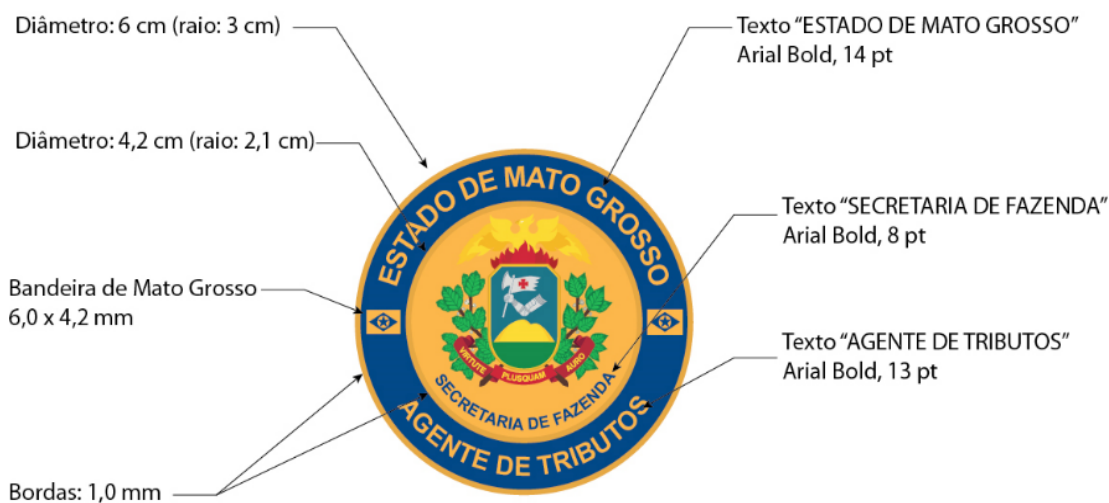 Diâmetro: 6 cm (raio: 3 cm)
Texto “ESTADO DE MATO GROSSO”
Arial Bold, 14 pt
Diâmetro: 4,2 cm (raio: 2,1 cm)
Texto “SECRETARIA DE FAZENDA”
Arial Bold, 8 pt
Bandeira de Mato Grosso
6,0 x 4,2 mm
Texto “AGENTE DE TRIBUTOS”
Arial Bold, 13 pt
Bordas: 1,0 mm
ESTADO DE MATO GROSSO
VIRTUTE PLUSQUAM AURO
SECRETARIA DE FAZENDA
AGENTE DE TRIBUTOS